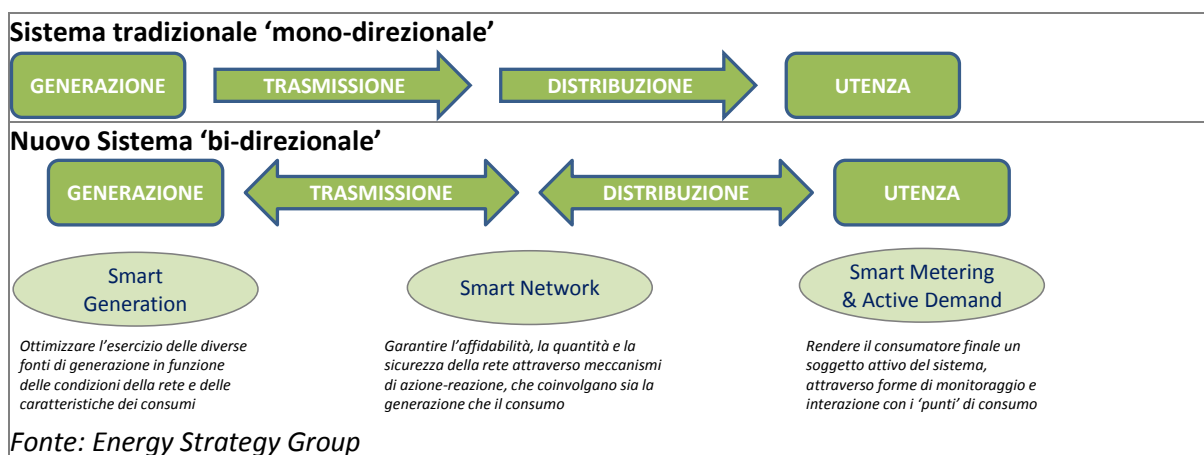 Sistema tradizionale ‘mono-direzionale’
GENERAZIONE
TRASMISSIONE
DISTRIBUZIONE
UTENZA
Nuovo Sistema ‘bi-direzionale’
GENERAZIONE
TRASMISSIONE
DISTRIBUZIONE
UTENZA
Smart
Generation
Smart Network
Smart Metering
& Active Demand
Ottimizzare l’esercizio delle diverse
fonti di generazione in funzione
delle condizioni della rete e delle
caratteristiche dei consumi
Garantire l’affidabilità, la quantità e la
sicurezza della rete attraverso meccanismi
di azione-reazione, che coinvolgano sia la
generazione che il consumo
Rendere il consumatore finale un
soggetto attivo del sistema,
attraverso forme di monitoraggio e
interazione con i ‘punti’ di consumo
Fonte: Energy Strategy Group